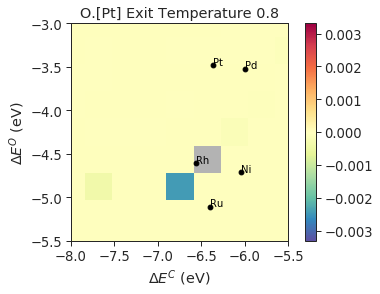 O.[Pt] Exit Temperature 0.8
−3.0
−3.5
−4.0
−4.5
−5.0
−5.5
ΔE^O (eV)
Pt
Pd
Rh
Ni
Ru
−8.0 −7.5 −7.0 −6.5 −6.0 −5.5
ΔE^C (eV)
0.003
0.002
0.001
0.000
−0.001
−0.002
−0.003